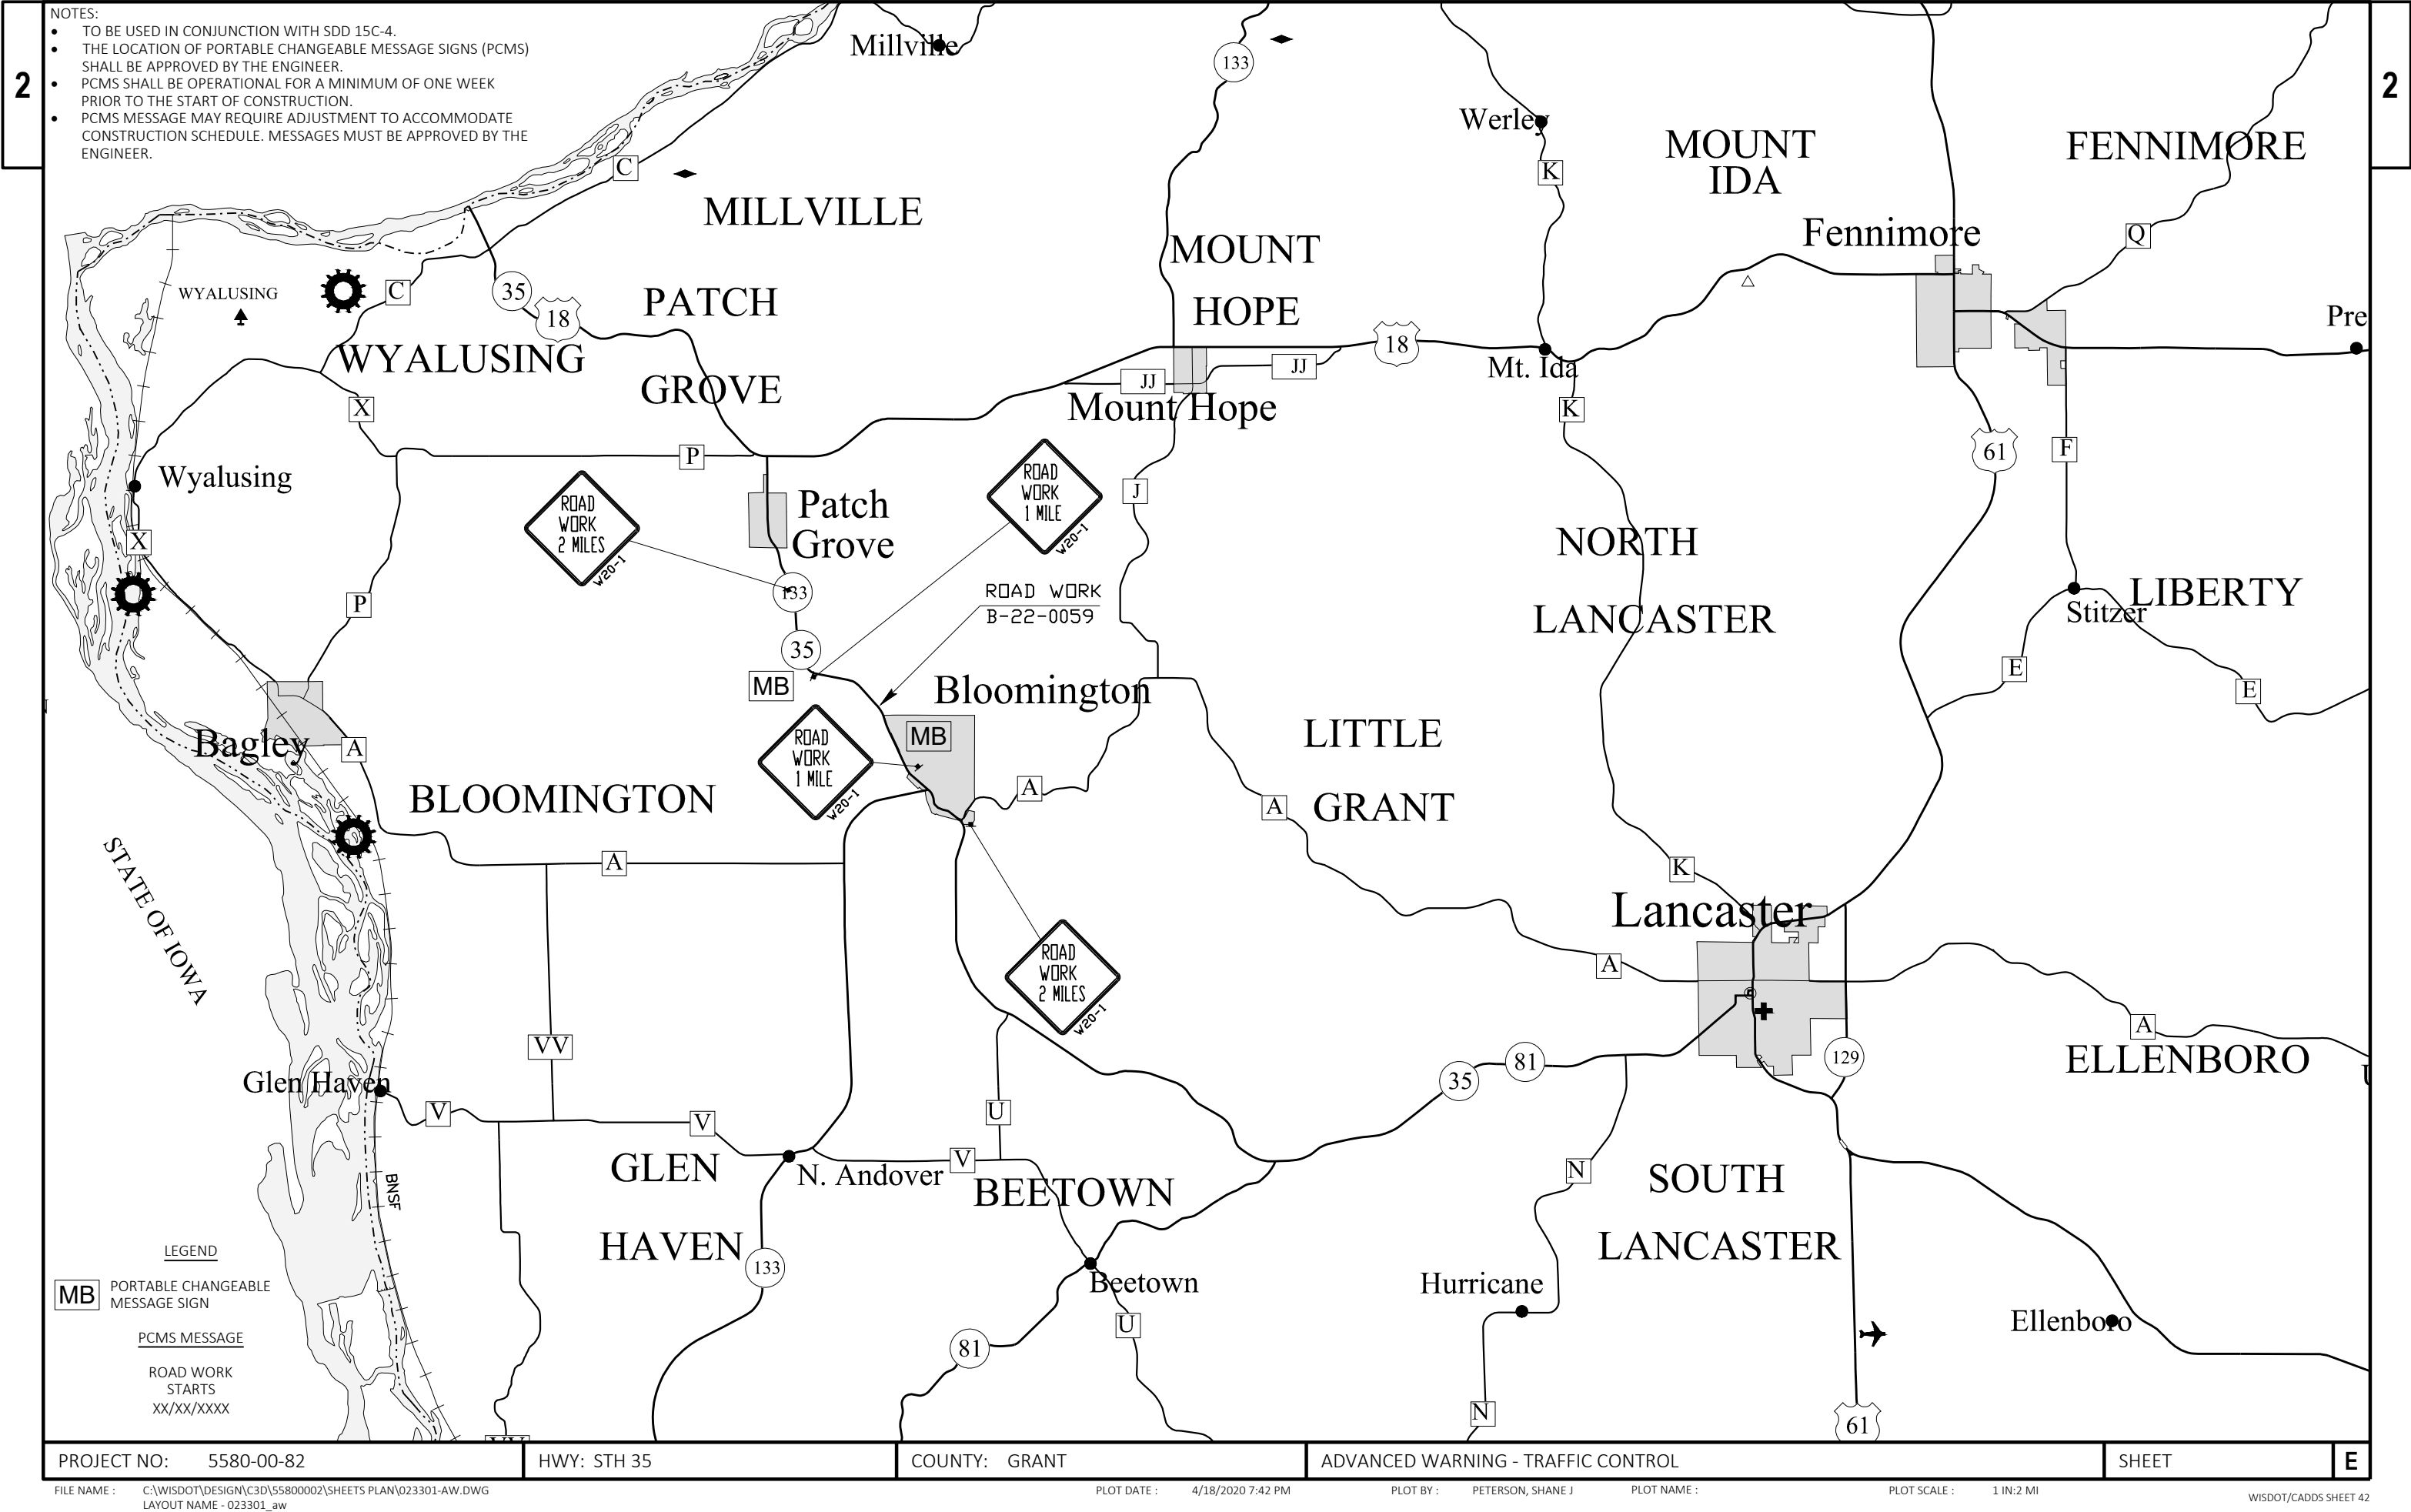 NOTES:
• TO BE USED IN CONJUNCTION WITH SDD 15C-4.
• THE LOCATION OF PORTABLE CHANGEABLE MESSAGE SIGNS (PCMS)
SHALL BE APPROVED BY THE ENGINEER.
• PCMS SHALL BE OPERATIONAL FOR A MINIMUM OF ONE WEEK
PRIOR TO THE START OF CONSTRUCTION.
• PCMS MESSAGE MAY REQUIRE ADJUSTMENT TO ACCOMMODATE
CONSTRUCTION SCHEDULE. MESSAGES MUST BE APPROVED BY THE
ENGINEER.
2
2
Millville
133
Werley
K
MOUNT
IDA
FENNIMORE
C
MILLVILLE
MOUNT
HOPE
Fennimore
Q
WYALUSING
C
35
18
PATCH
GROVE
WYALUSING
18
JJ
JJ
Mt. Ida
Pre
X
Mount Hope
K
61
F
P
Wyalusing
X
ROAD
WORK
2 MILES
W20-1
Patch
Grove
ROAD
WORK
1 MILE
W20-1
J
NORTH
LANCASTER
P
133
ROAD WORK
B-22-0059
LIBERTY
Stitzer
35
MB
Bloomington
E
E
Bagley
A
ROAD
WORK
1 MILE
W20-1
MB
LITTLE
GRANT
BLOOMINGTON
A
A
STATE OF IOWA
A
K
Lancaster
ROAD
WORK
2 MILES
W20-1
A
A
VV
129
ELLENBORO
Glen Haven
V
V
U
35
81
GLEN
HAVEN
N. Andover
V
BEETOWN
N
SOUTH
LANCASTER
BNSF
133
Beetown
Hurricane
Ellenboro
U
81
N
61
LEGEND
MB PORTABLE CHANGEABLE
MESSAGE SIGN
PCMS MESSAGE
ROAD WORK
STARTS
XX/XX/XXXX
PROJECT NO: 5580-00-82 HWY: STH 35 COUNTY: GRANT ADVANCED WARNING - TRAFFIC CONTROL SHEET E
FILE NAME : C:\WISDOT\DESIGN\C3D\55800002\SHEETS PLAN\023301-AW.DWG PLOT DATE : 4/18/2020 7:42 PM PLOT BY : PETERSON, SHANE J PLOT NAME : PLOT SCALE : 1 IN:2 MI WISDOT/CADDS SHEET 42
LAYOUT NAME - 023301_aw